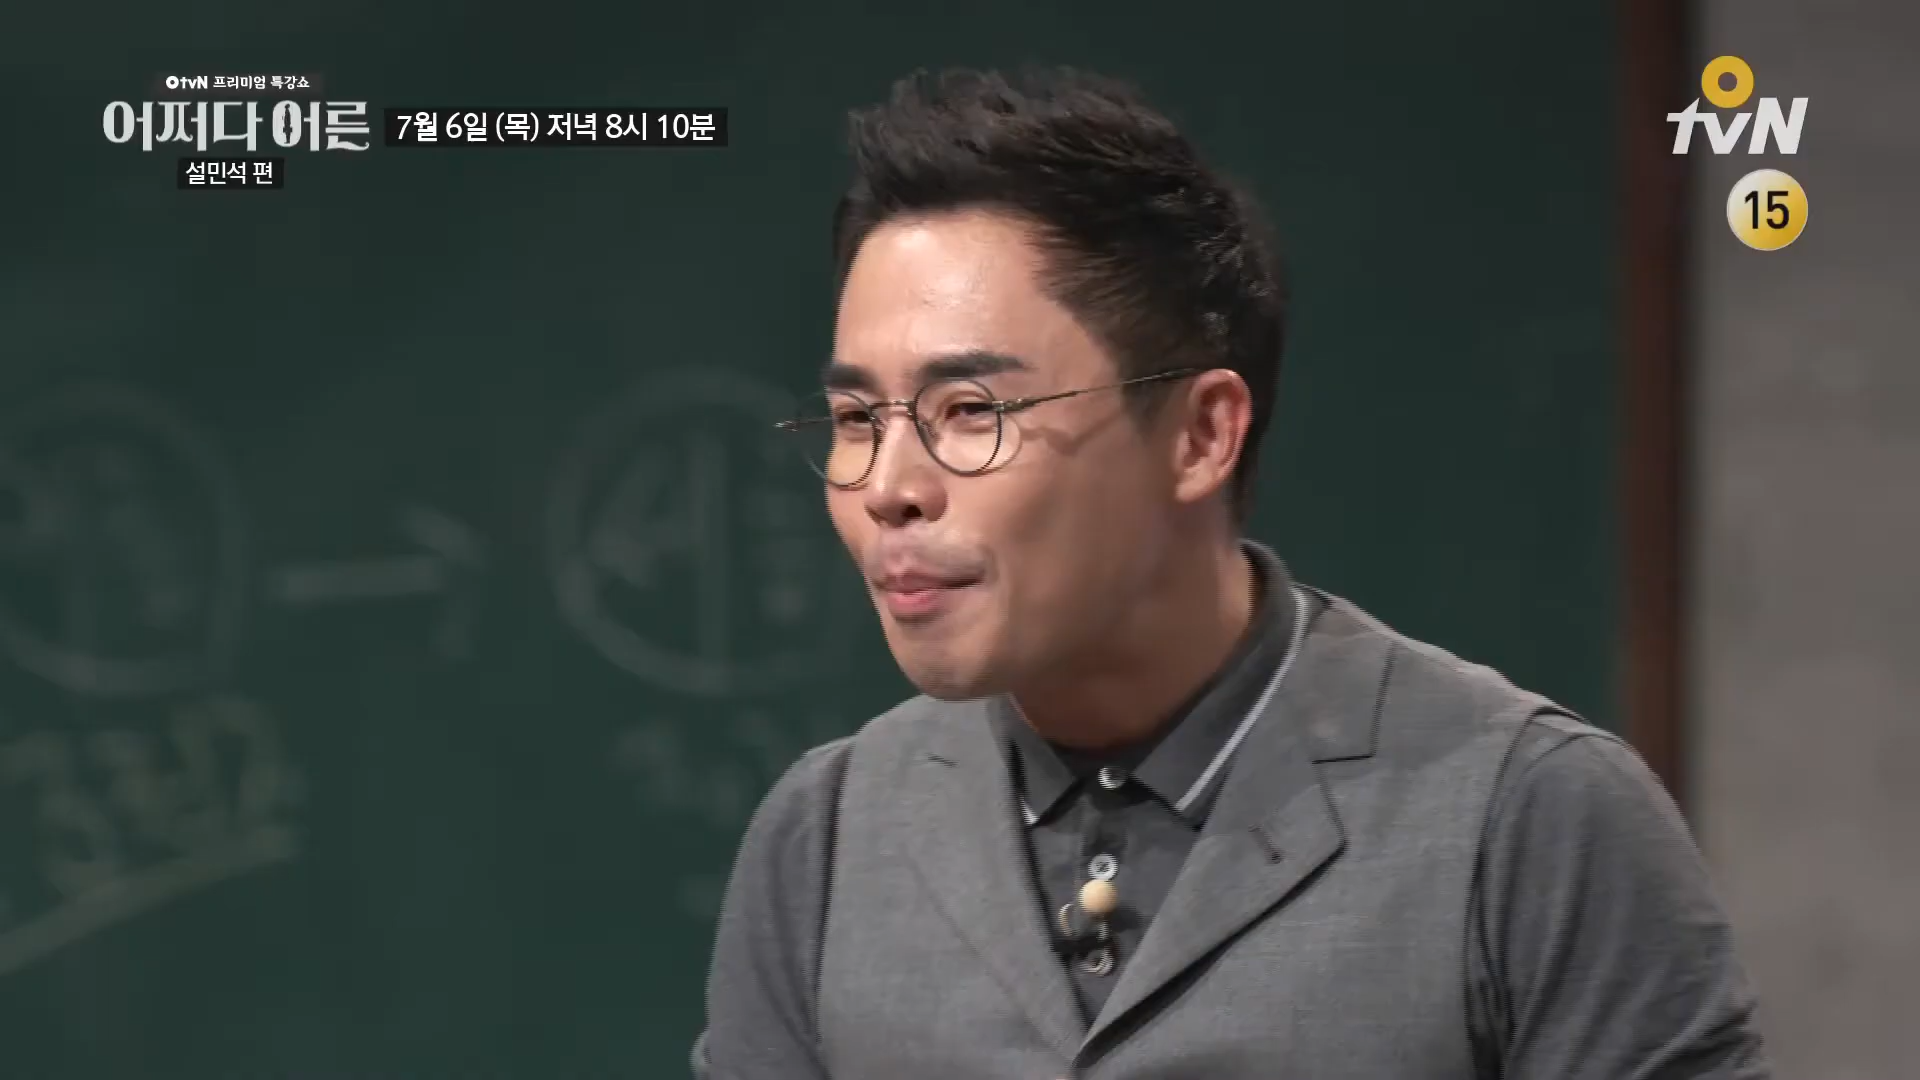 OtvN 프리미엄 특강쇼
어쩌다 어른
7월 6일 (목) 저녁 8시 10분
설민석 편
O tvN
15